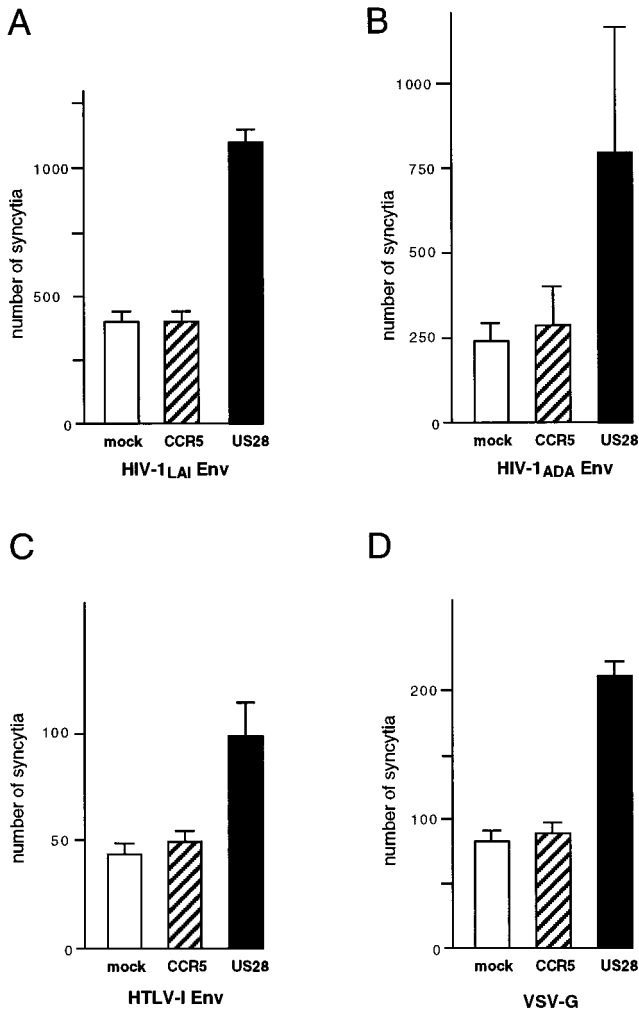 A
number of syncytia
1000
500
0
mock CCR5 US28
HIV-1LAI Env
B
number of syncytia
1000
750
500
250
0
mock CCR5 US28
HIV-1ADA Env
C
number of syncytia
100
50
0
mock CCR5 US28
HTLV-I Env
D
number of syncytia
200
100
0
mock CCR5 US28
VSV-G